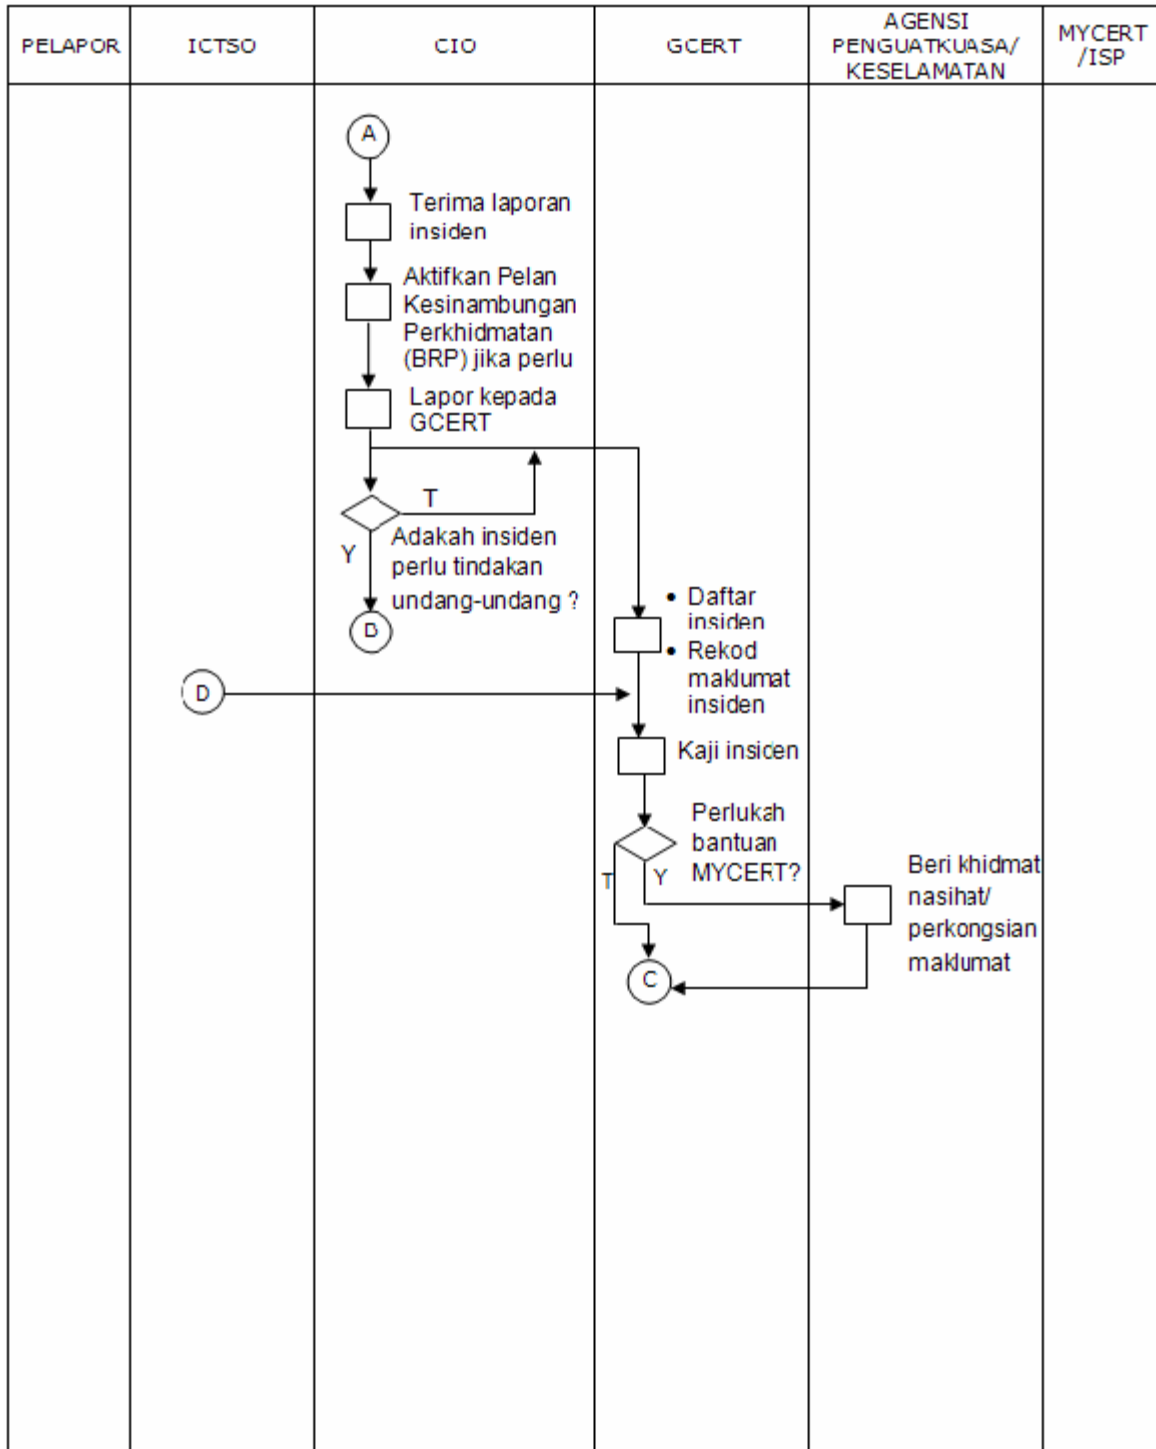 PELAPOR
ICTSO
CIO
GCERT
AGENSI
PENGUATKUASA/
KESELAMATAN
MYCERT
/ISP
A
Terima laporan
insiden
Aktifkan Pelan
Kesinambungan
Perkhidmatan
(BRP) jika perlu
Lapor kepada
GCERT
T
Adakah insiden
Y
perlu tindakan
undang-undang ?
B
• Daftar
insiden
• Rekod
maklumat
insiden
D
Kaji insiden
Perlukah
bantuan
MYCERT?
T
Y
Beri khidmat
nasihat/
perkongsian
maklumat
C